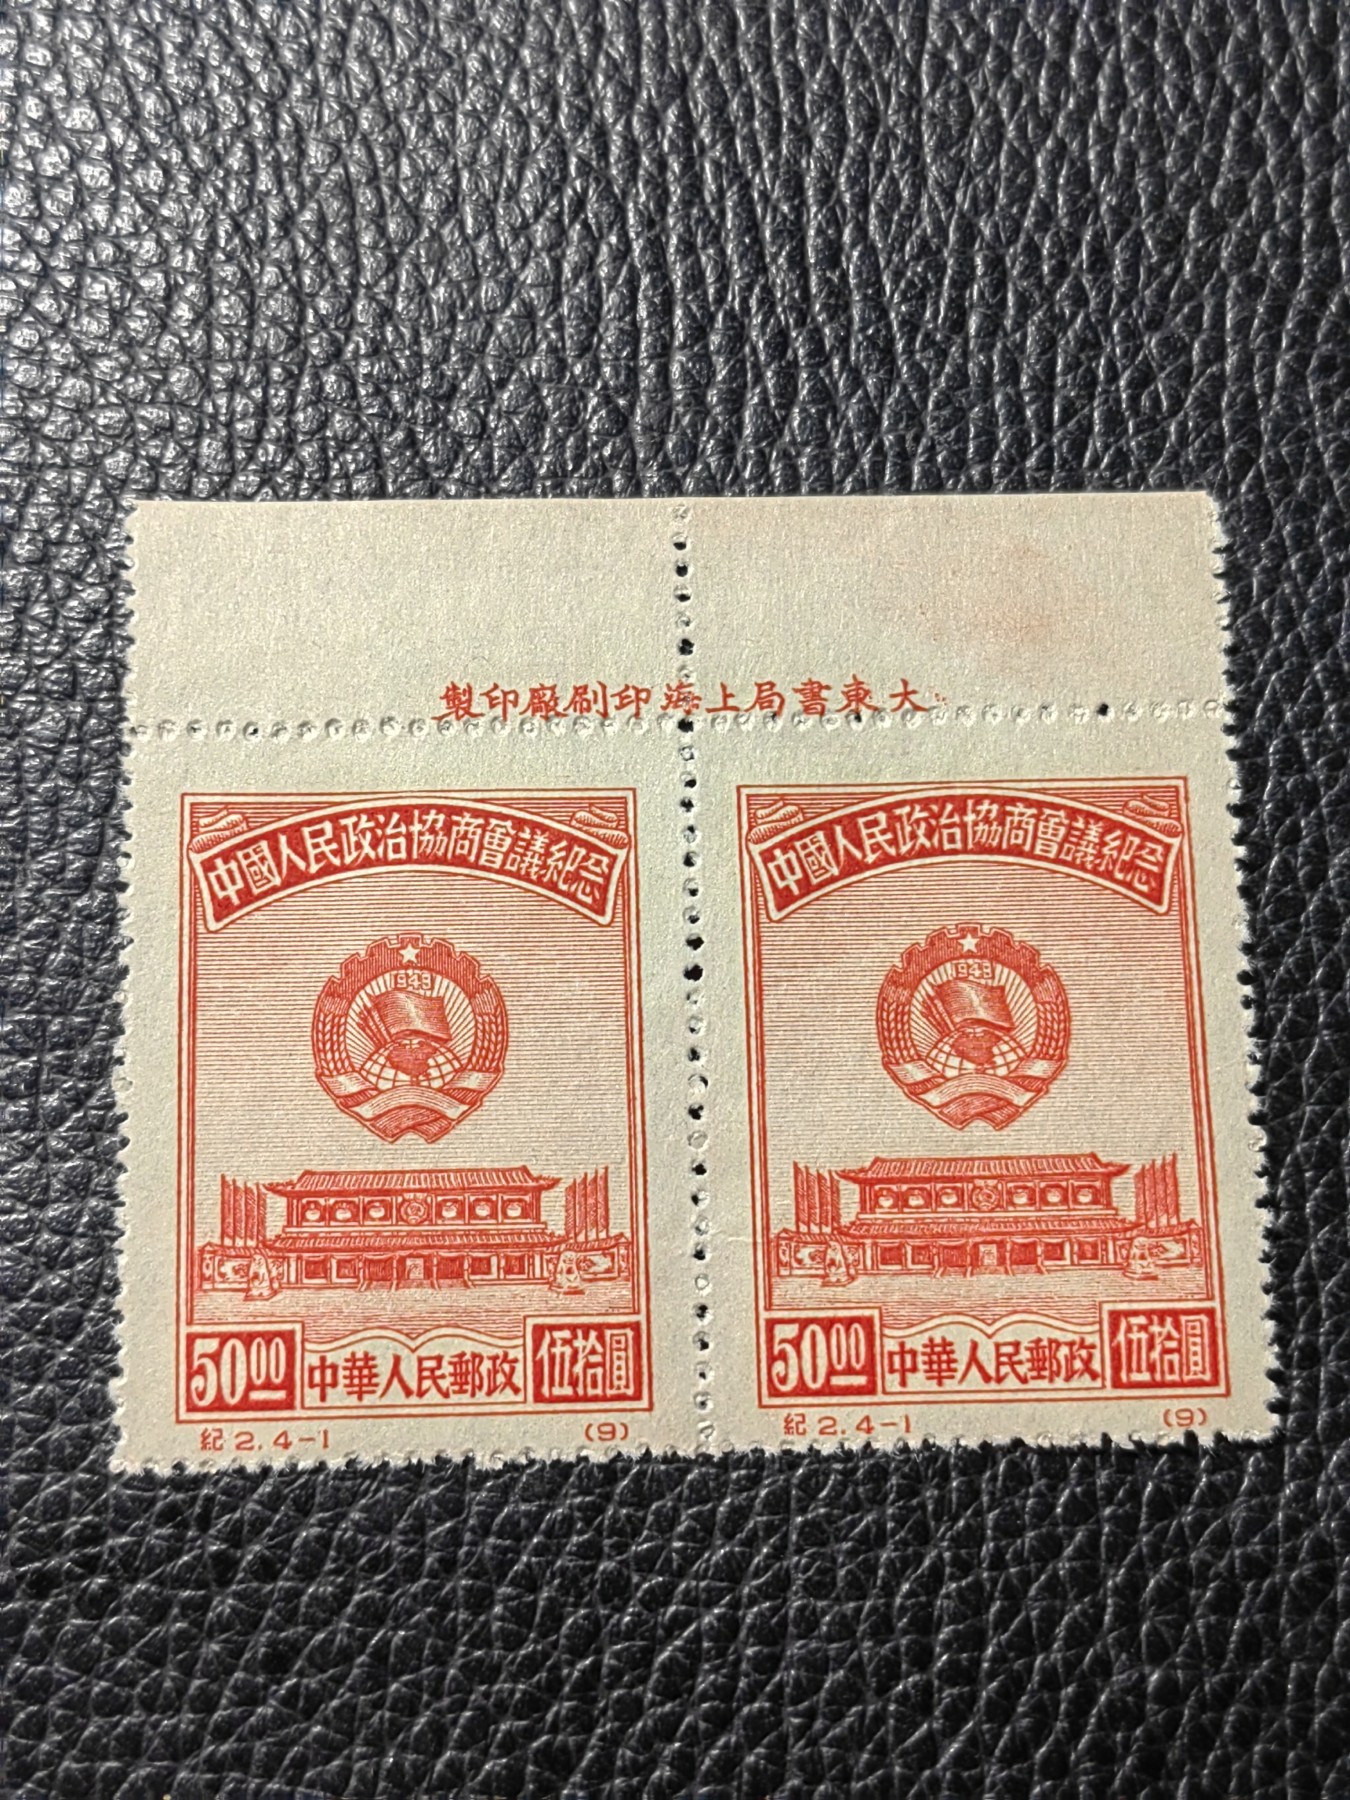 大東書局上海印刷廠印製
中國人民政治協商會議紀念
1949
50.00
中華人民郵政
伍拾圓
紀 2. 4-1
(9)
中國人民政治協商會議紀念
1949
50.00
中華人民郵政
伍拾圓
紀 2. 4-1
(9)